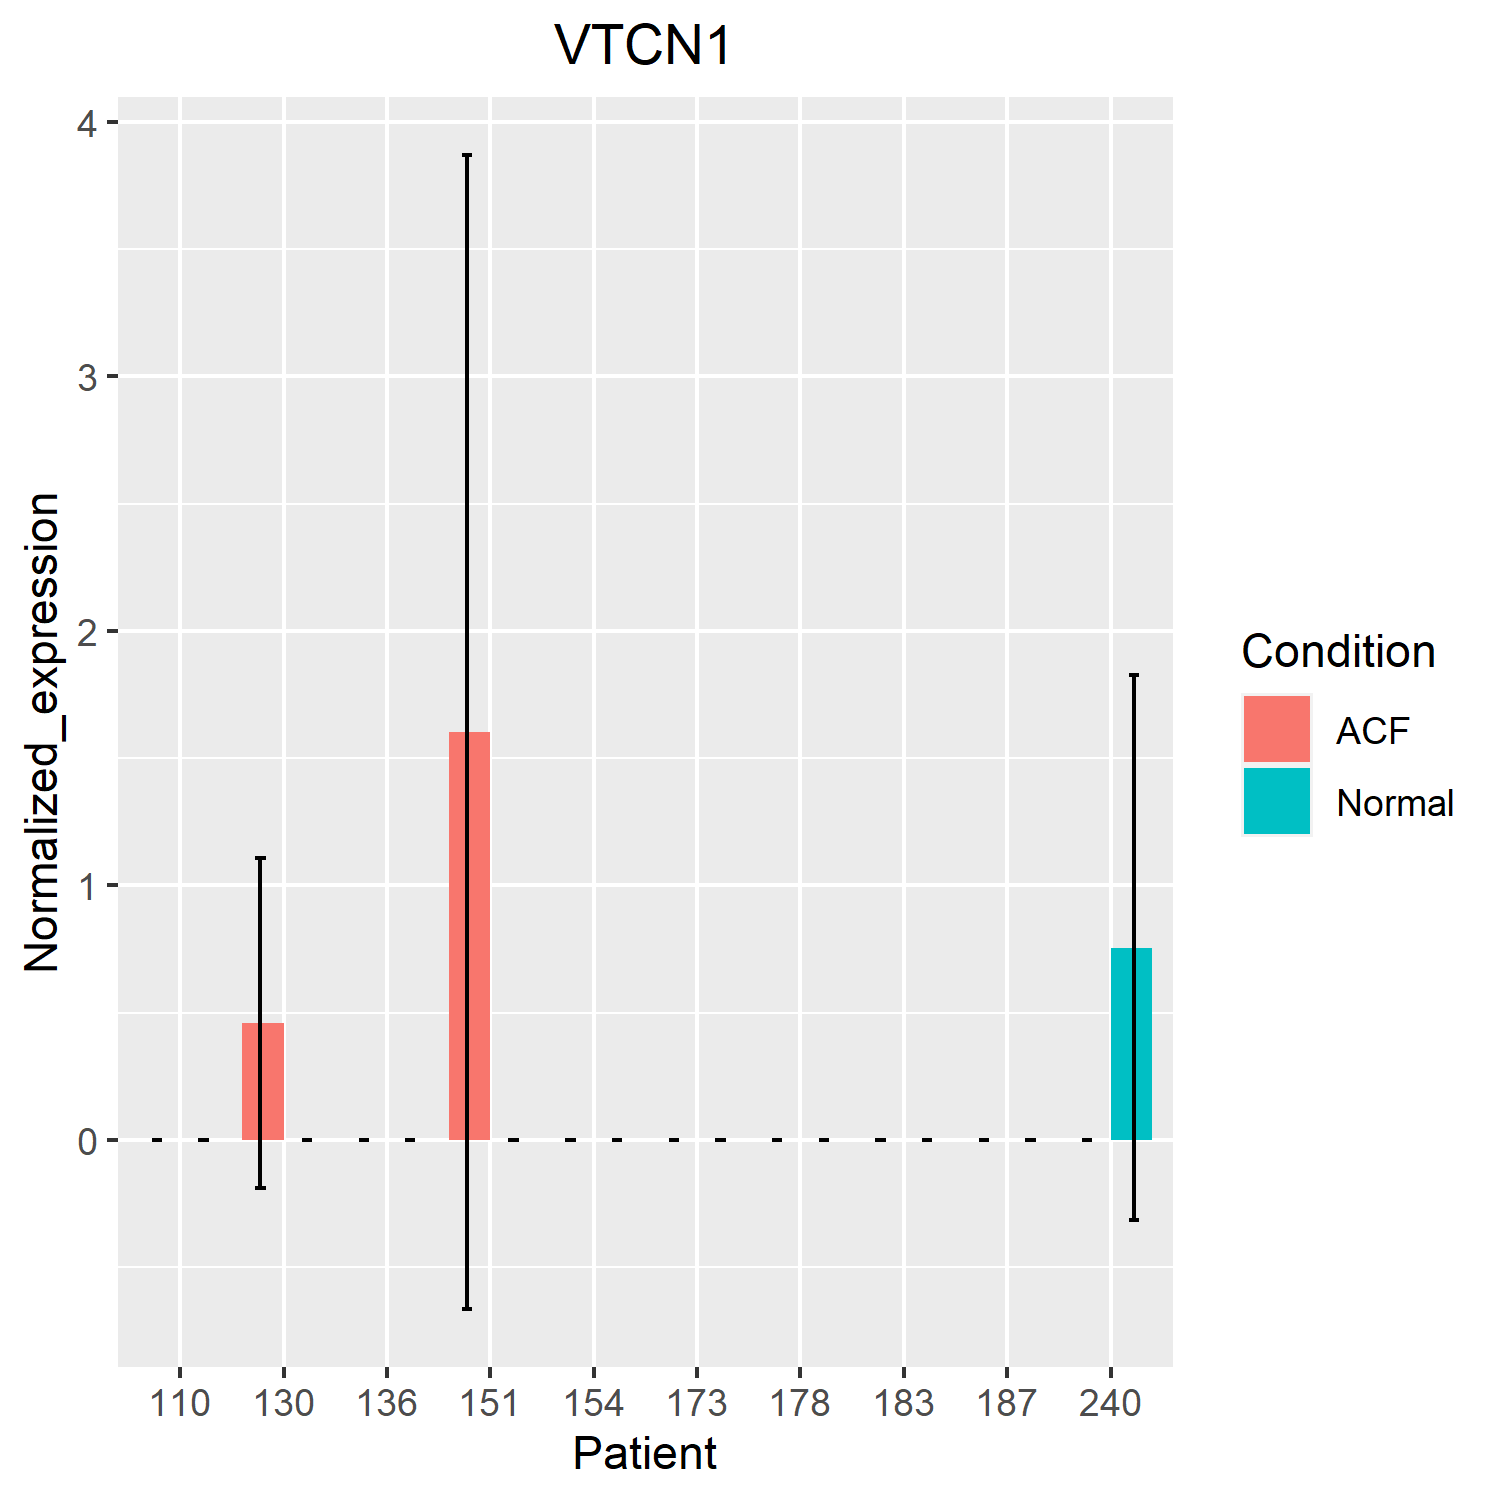 VTCN1
4
3
2
1
0
Normalized_expression
110 130 136 151 154 173 178 183 187 240
Patient
Condition
ACF
Normal